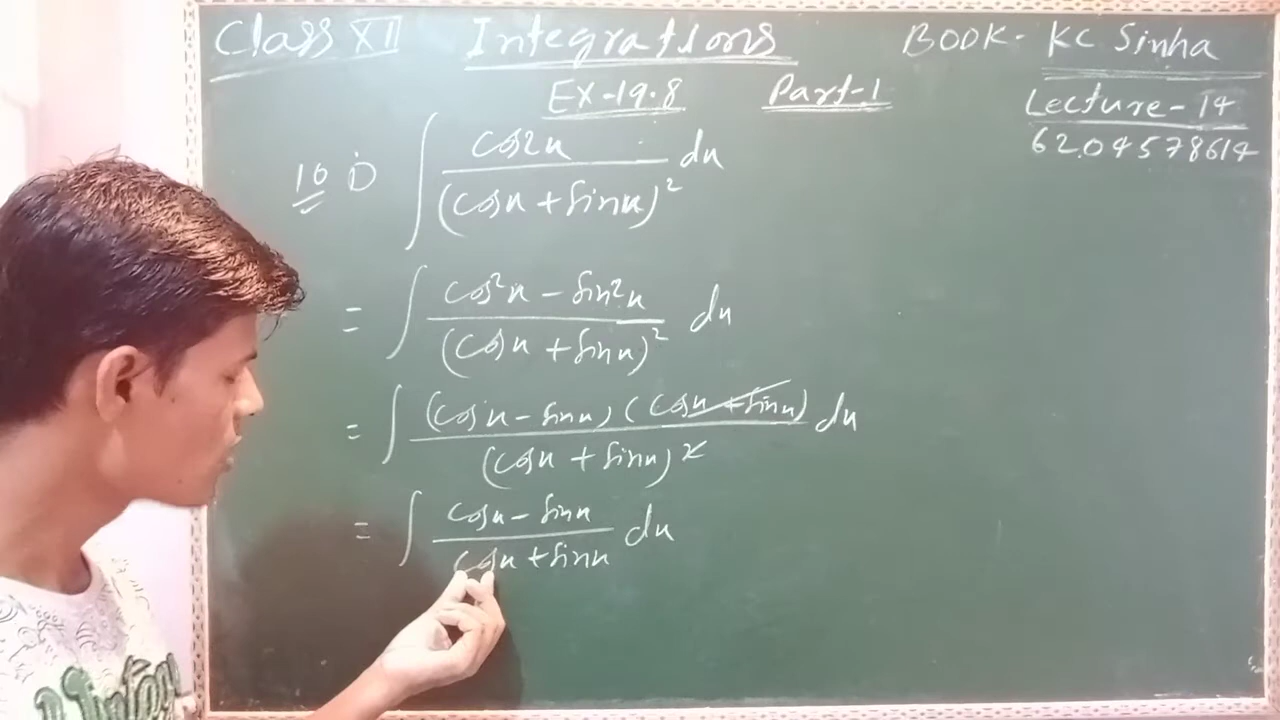 Class XII Integrations BOOK- KC Sinha
EX-19.8 Part-1 Lecture-14
6204578614
10 i) ∫ cos2x / (cosx + sinx)² dx
= ∫ cos²x - sin²x / (cosx + sinx)² dx
= ∫ (cosx - sinx) (cosx + sinx) / (cosx + sinx)² dx
= ∫ cosx - sinx / cosx + sinx dx